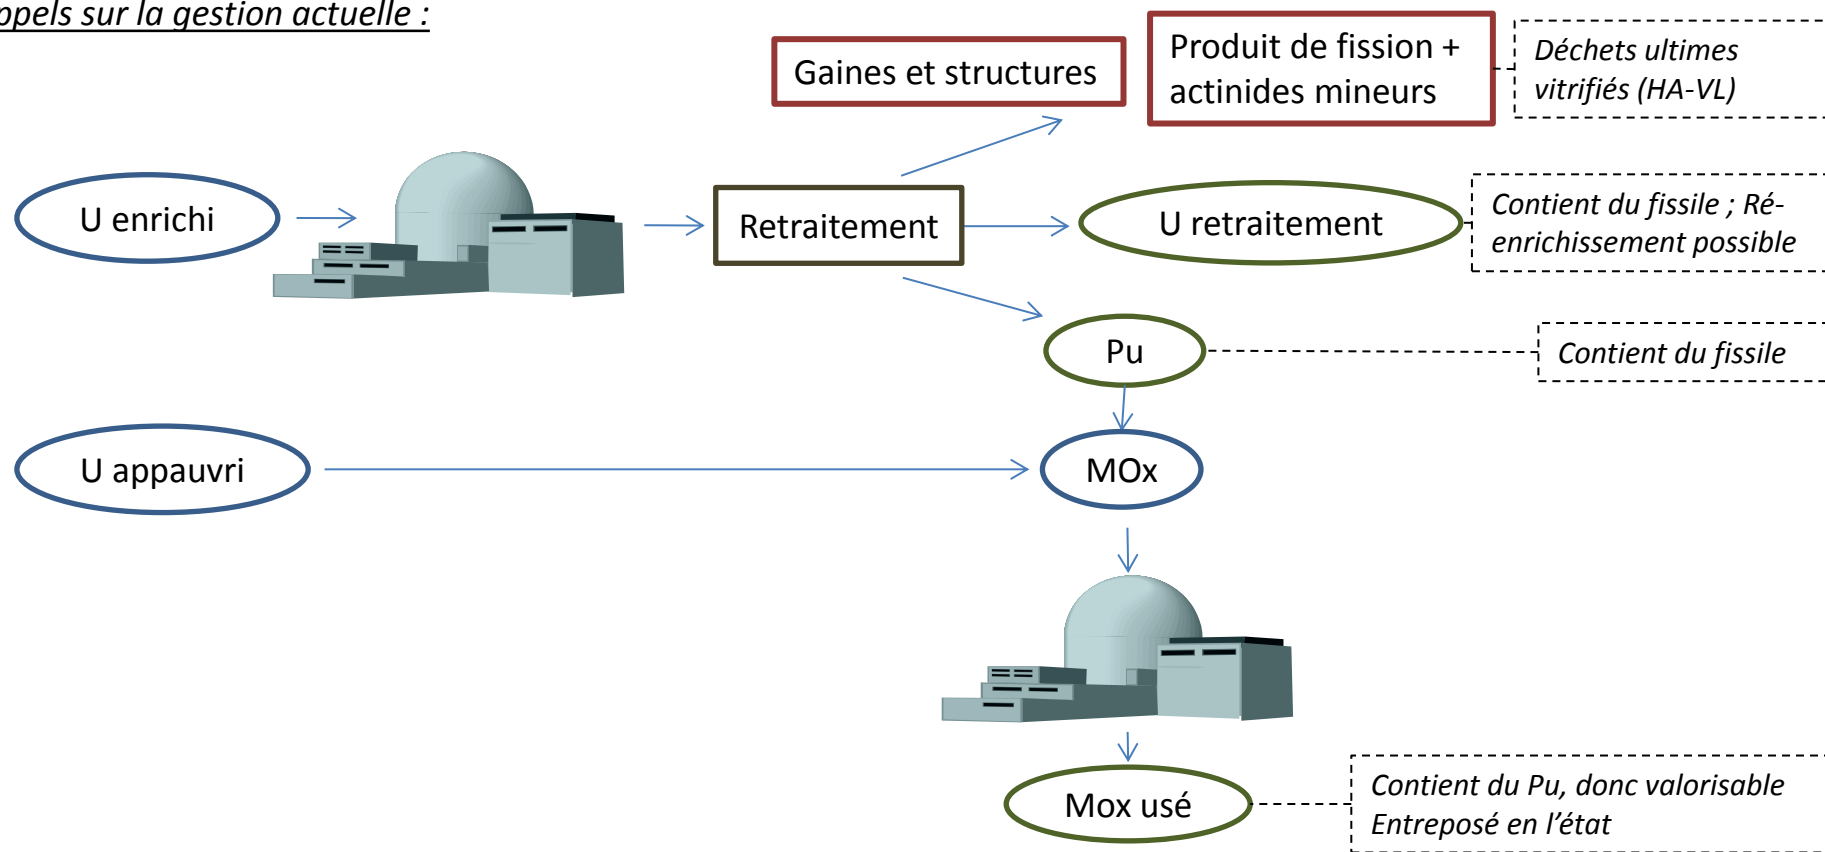 ppels sur la gestion actuelle :
Gaines et structures
Produit de fission +
actinides mineurs
Déchets ultimes
vitrifiés (HA-VL)
U enrichi
Retraitement
U retraitement
Contient du fissile ; Ré-
enrichissement possible
Pu
Contient du fissile
U appauvri
MOx
Mox usé
Contient du Pu, donc valorisable
Entreposé en l’état